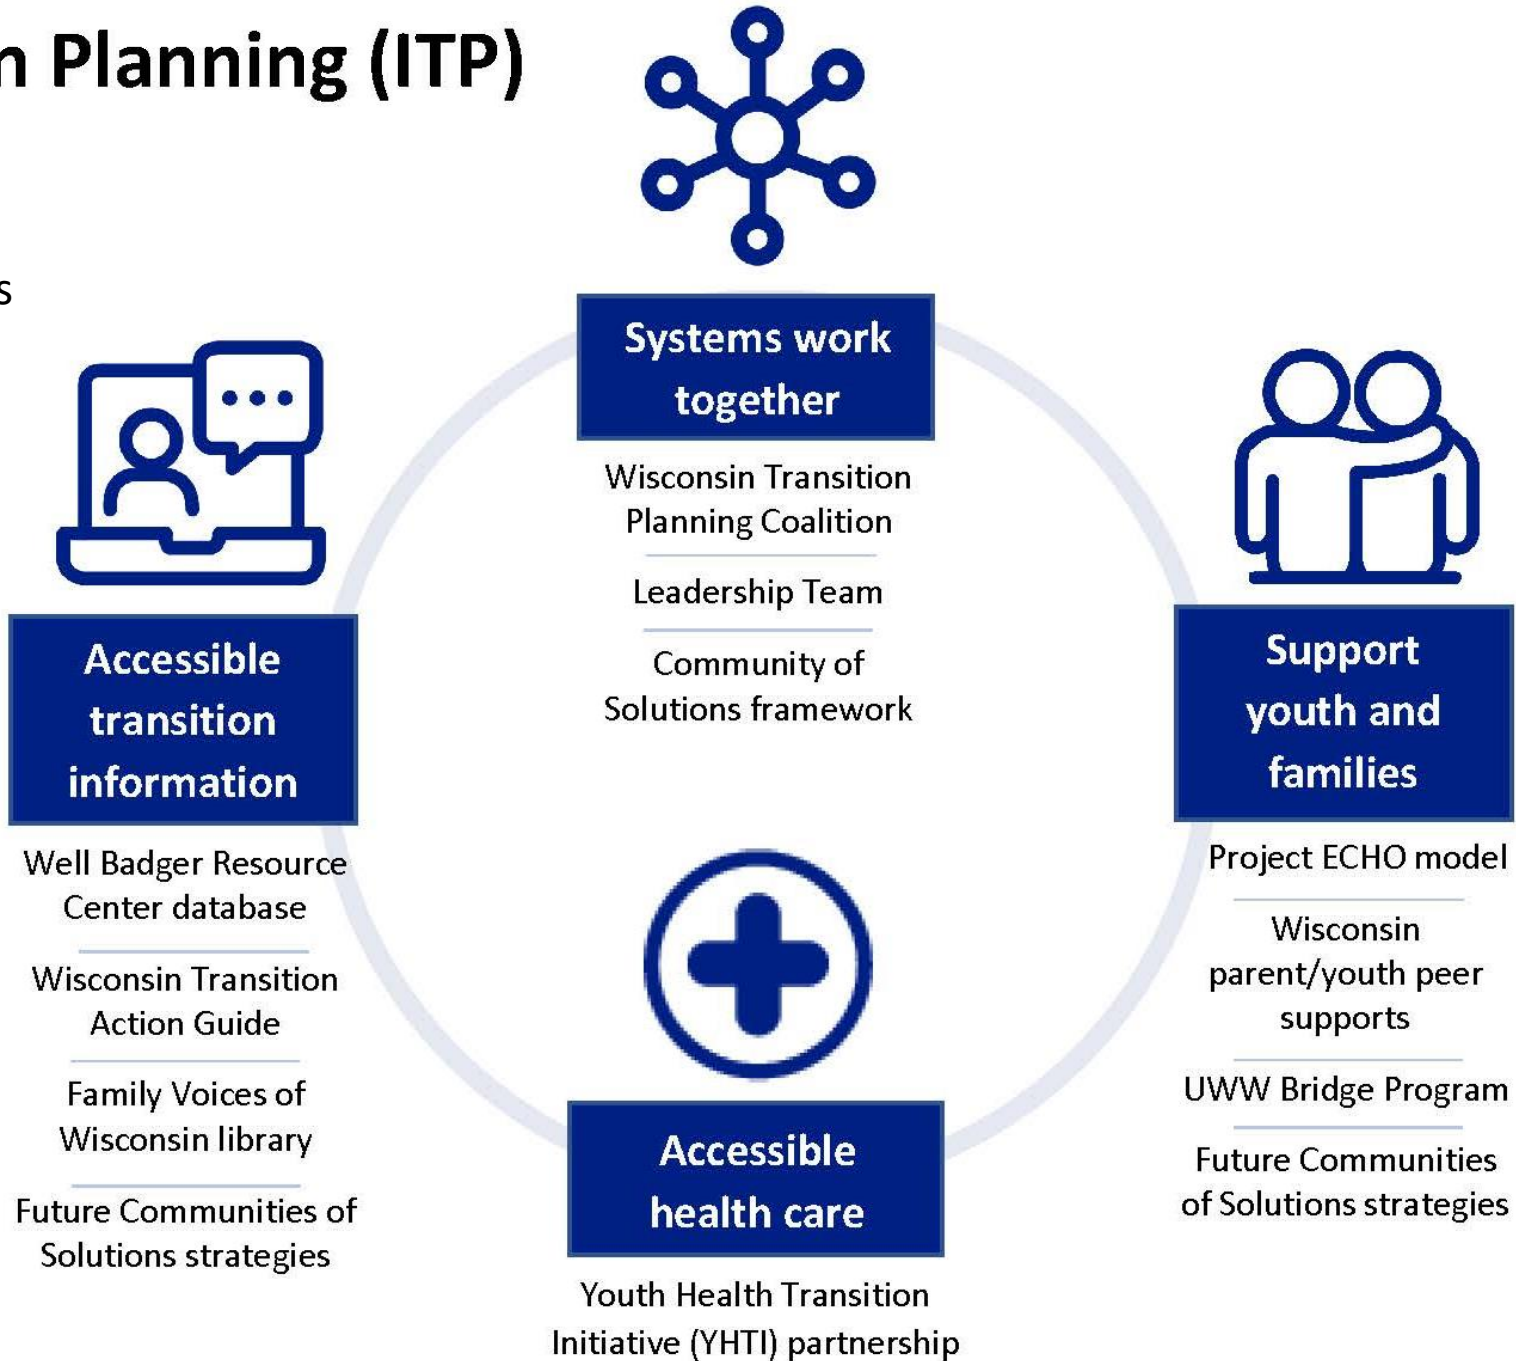 n Planning (ITP)
s
Systems work
together
Wisconsin Transition
Planning Coalition
Leadership Team
Community of
Solutions framework
Accessible
transition
information
Well Badger Resource
Center database
Wisconsin Transition
Action Guide
Family Voices of
Wisconsin library
Future Communities of
Solutions strategies
Support
youth and
families
Project ECHO model
Wisconsin
parent/youth peer
supports
UWW Bridge Program
Future Communities
of Solutions strategies
Accessible
health care
Youth Health Transition
Initiative (YHTI) partnership